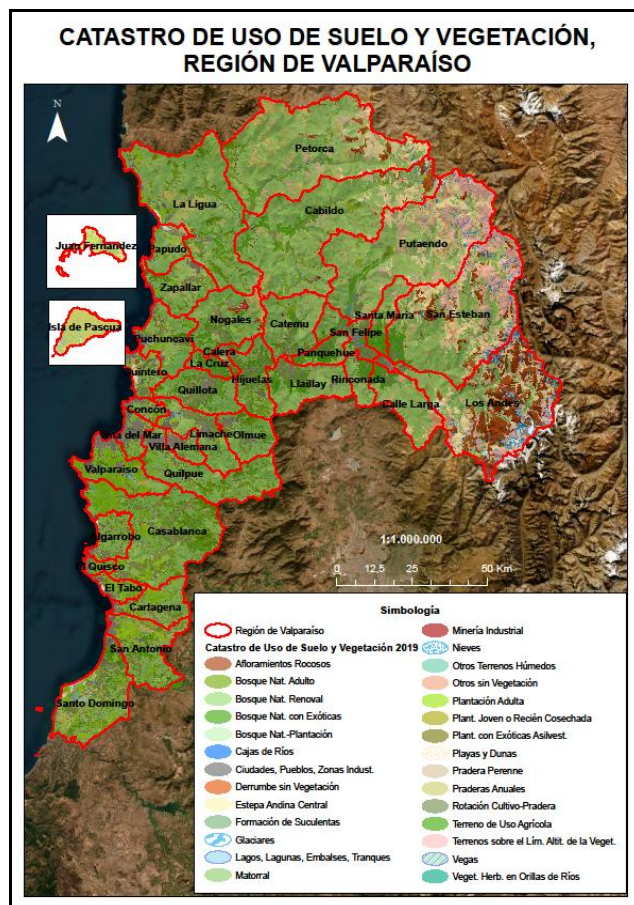 CATASTRO DE USO DE SUELO Y VEGETACIÓN,
REGIÓN DE VALPARAÍSO
N
Petorca
La Ligua
Cabildo
Juan Fernandez
Papudo
Putaendo
Zapallar
Isla de Pascua
Nogales
Catemu
Santa Maria
San Esteban
Puchuncaví
San Felipe
Calera
Panquehue
La Cruz
Quintero
Hijuelas
Llaillay
Rinconada
Quillota
Calle Larga
Los Andes
Concón
Limache
Olmue
Viña del Mar
Villa Alemana
Valparaiso
Quilpue
Casablanca
Algarrobo
El Quisco
El Tabo
Cartagena
San Antonio
Santo Domingo
1:1.000.000
0 12,5 25 50 Km
Simbología
Región de Valparaíso
Catastro de Uso de Suelo y Vegetación 2019
Afloramientos Rocosos
Bosque Nat. Adulto
Bosque Nat. Renoval
Bosque Nat. con Exóticas
Bosque Nat.-Plantación
Cajas de Ríos
Ciudades, Pueblos, Zonas Indust.
Derrumbe sin Vegetación
Estepa Andina Central
Formación de Suculentas
Glaciares
Lagos, Lagunas, Embalses, Tranques
Matorral
Minería Industrial
Nieves
Otros Terrenos Húmedos
Otros sin Vegetación
Plantación Adulta
Plant. Joven o Recién Cosechada
Plant. con Exóticas Asilvest.
Playas y Dunas
Pradera Perenne
Praderas Anuales
Rotación Cultivo-Pradera
Terreno de Uso Agrícola
Terrenos sobre el Lím. Altit. de la Veget.
Vegas
Veget. Herb. en Orillas de Ríos